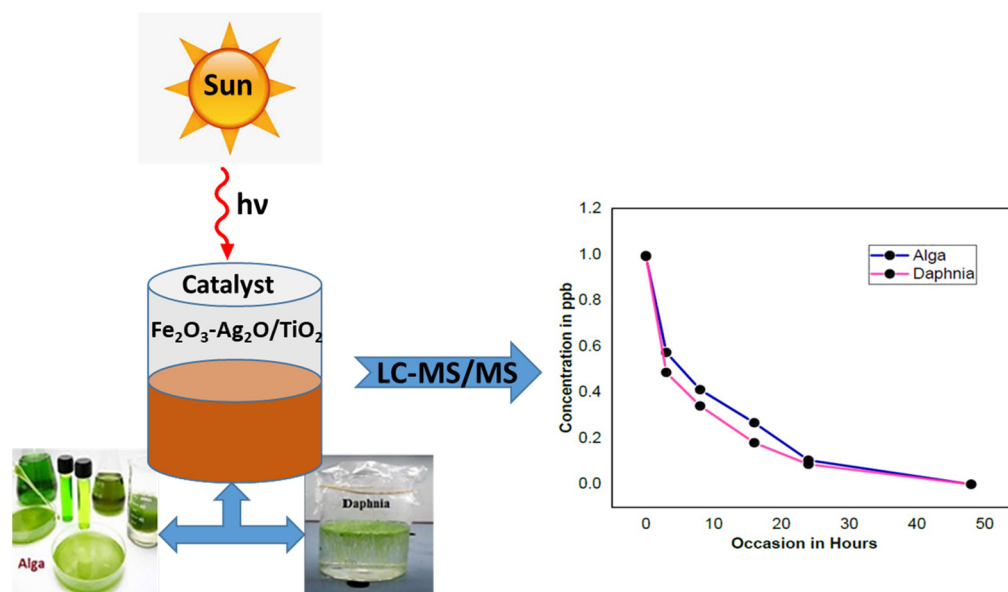 Sun
hν
Catalyst
Fe₂O₃-Ag₂O/TiO₂
LC-MS/MS
Alga
Daphnia
Concentration in ppb
1.2
1.0
0.8
0.6
0.4
0.2
0.0
Alga
Daphnia
0 10 20 30 40 50
Occasion in Hours